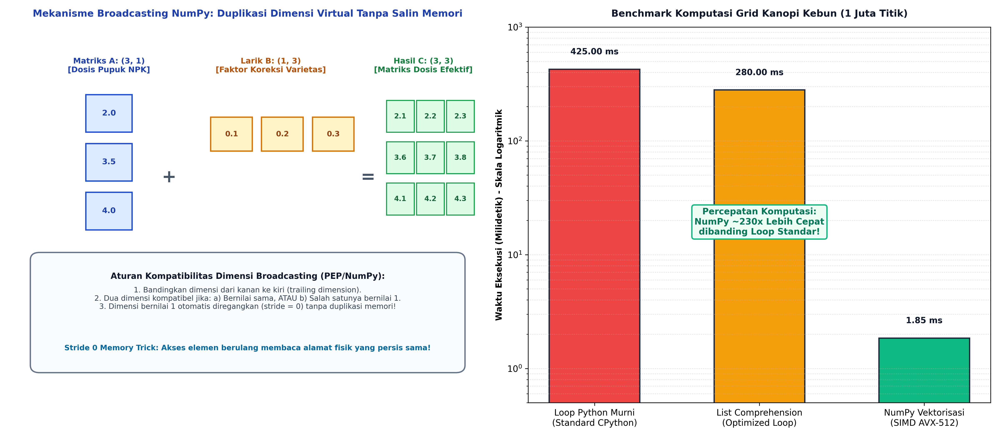 Mekanisme Broadcasting NumPy: Duplikasi Dimensi Virtual Tanpa Salin Memori
Matriks A: (3, 1)
[Dosis Pupuk NPK]
Larik B: (1, 3)
[Faktor Koreksi Varietas]
Hasil C: (3, 3)
[Matriks Dosis Efektif]
2.0
3.5
4.0
+
0.1 0.2 0.3
=
2.1 2.2 2.3
3.6 3.7 3.8
4.1 4.2 4.3
Aturan Kompatibilitas Dimensi Broadcasting (PEP/NumPy):
1. Bandingkan dimensi dari kanan ke kiri (trailing dimension).
2. Dua dimensi kompatibel jika: a) Bernilai sama, ATAU b) Salah satunya bernilai 1.
3. Dimensi bernilai 1 otomatis diregangkan (stride = 0) tanpa duplikasi memori!
Stride 0 Memory Trick: Akses elemen berulang membaca alamat fisik yang persis sama!
Benchmark Komputasi Grid Kanopi Kebun (1 Juta Titik)
Waktu Eksekusi (Milidetik) - Skala Logaritmik
10³
10²
10¹
10⁰
425.00 ms
280.00 ms
1.85 ms
Percepatan Komputasi:
NumPy ~230x Lebih Cepat
dibanding Loop Standar!
Loop Python Murni
(Standard CPython)
List Comprehension
(Optimized Loop)
NumPy Vektorisasi
(SIMD AVX-512)